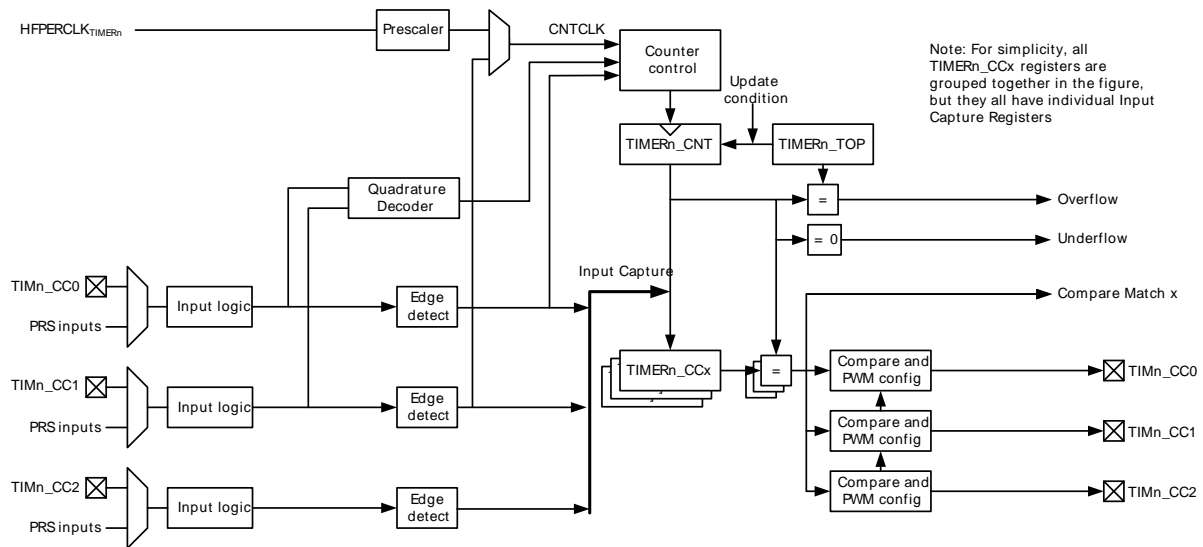 HFPERCLKTIMERn
Prescaler
CNTCLK
Counter
control
Note: For simplicity, all
TIMERn_CCx registers are
grouped together in the figure,
but they all have individual Input
Capture Registers
Update
condition
TIMERn_CNT
TIMERn_TOP
Quadrature
Decoder
=
Overflow
= 0
Underflow
Input Capture
TIMn_CC0
Input logic
Edge
detect
PRS inputs
Compare Match x
TIMERn_CCx
=
Compare and
PWM config
TIMn_CC0
TIMn_CC1
Input logic
Edge
detect
PRS inputs
Compare and
PWM config
TIMn_CC1
TIMn_CC2
Input logic
Edge
detect
PRS inputs
Compare and
PWM config
TIMn_CC2